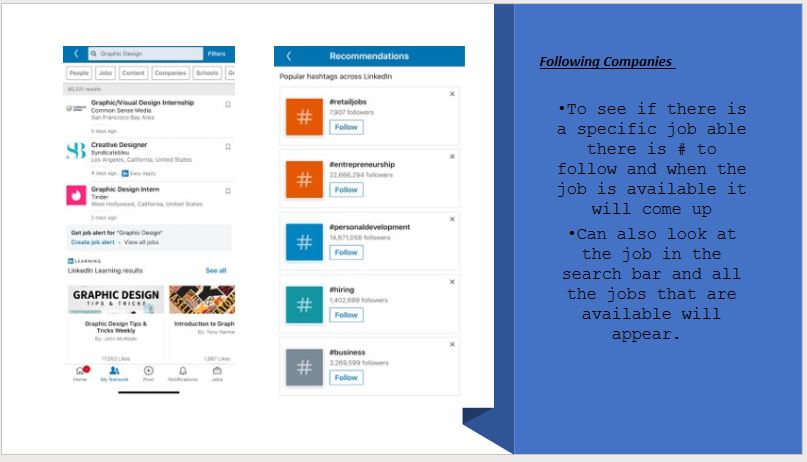 Graphic Design
Filters
People
Jobs
Content
Companies
Schools
Gr
results
Graphic/Visual Design Internship
Common Sense Media
San Francisco Bay Area
5 days ago
Creative Designer
Syndicatebleu
Los Angeles, California, United States
4 days ago in Easy Apply
Graphic Design Intern
Tinder
West Hollywood, California, United States
2 days ago
Get job alert for "Graphic Design"
Create job alert • View all jobs
in LEARNING
LinkedIn Learning results
See all
GRAPHIC DESIGN
TIPS & TRICKS
Graphic Design Tips &
Tricks Weekly
By: John McWade
Likes
Introduction to Graph
By: Tony Harme
1,987 Likes
Home
My Network
Post
Notifications
Jobs
Recommendations
Popular hashtags across LinkedIn
#retailjobs
7,907 followers
Follow
#entrepreneurship
22,666,294 followers
Follow
#personaldevelopment
14,671,058 followers
Follow
#hiring
1,402,699 followers
Follow
#business
3,269,599 followers
Follow
Following Companies
•To see if there is
a specific job able
there is # to
follow and when the
job is available it
will come up
•Can also look at
the job in the
search bar and all
the jobs that are
available will
appear.